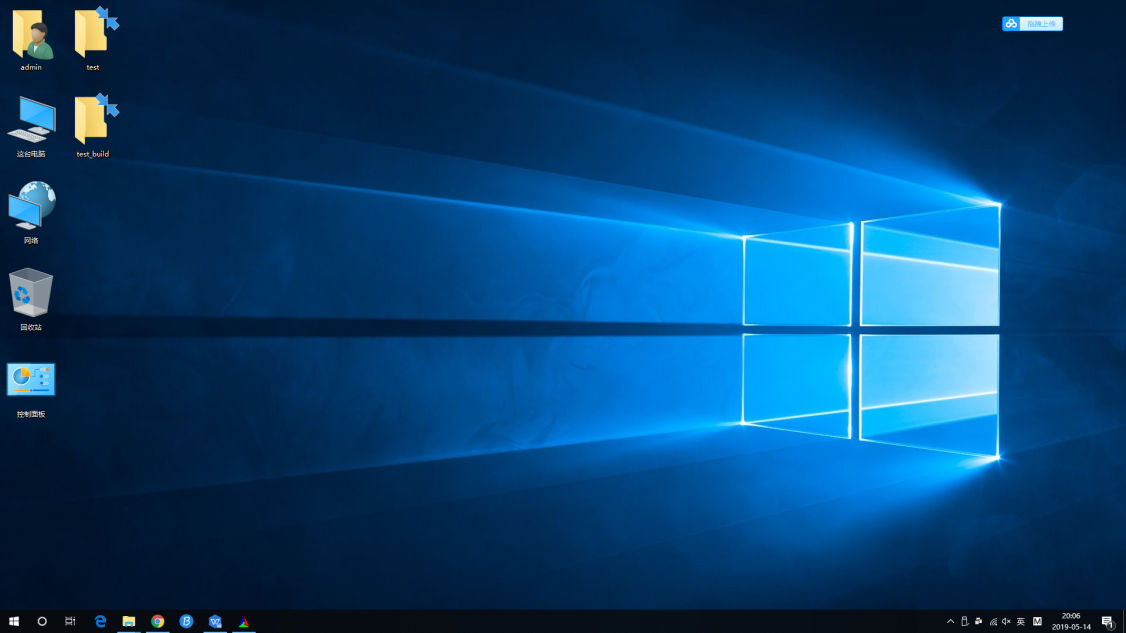 admin
test
拖拽上传
这台电脑
test_build
网络
回收站
控制面板
英
M
20:06
2019-05-14
1